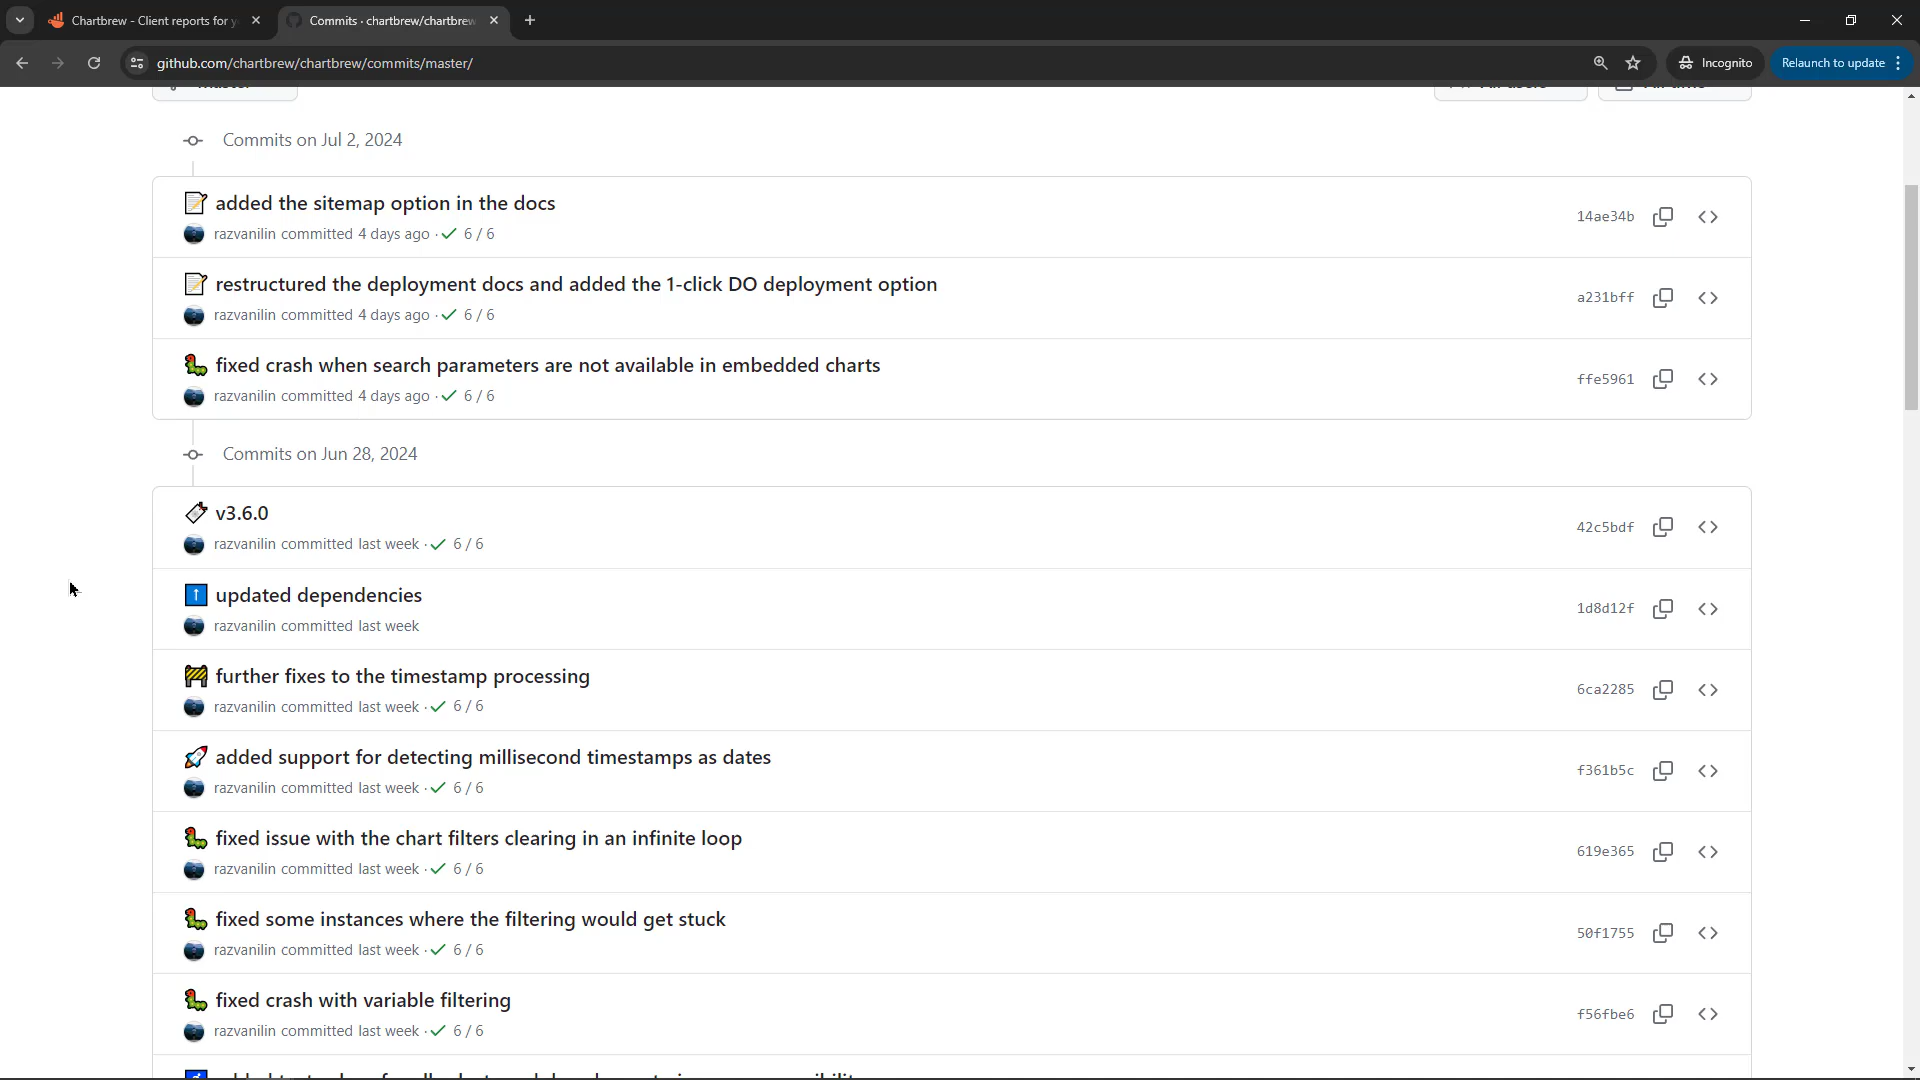 Chartbrew - Client reports for y
Commits · chartbrew/chartbrew
github.com/chartbrew/chartbrew/commits/master/
Incognito
Relaunch to update
Commits on Jul 2, 2024
added the sitemap option in the docs
razvanilin committed 4 days ago · 6 / 6
14ae34b
restructured the deployment docs and added the 1-click DO deployment option
razvanilin committed 4 days ago · 6 / 6
a231bff
fixed crash when search parameters are not available in embedded charts
razvanilin committed 4 days ago · 6 / 6
ffe5961
Commits on Jun 28, 2024
v3.6.0
razvanilin committed last week · 6 / 6
42c5bdf
updated dependencies
razvanilin committed last week
1d8d12f
further fixes to the timestamp processing
razvanilin committed last week · 6 / 6
6ca2285
added support for detecting millisecond timestamps as dates
razvanilin committed last week · 6 / 6
f361b5c
fixed issue with the chart filters clearing in an infinite loop
razvanilin committed last week · 6 / 6
619e365
fixed some instances where the filtering would get stuck
razvanilin committed last week · 6 / 6
50f1755
fixed crash with variable filtering
razvanilin committed last week · 6 / 6
f56fbe6